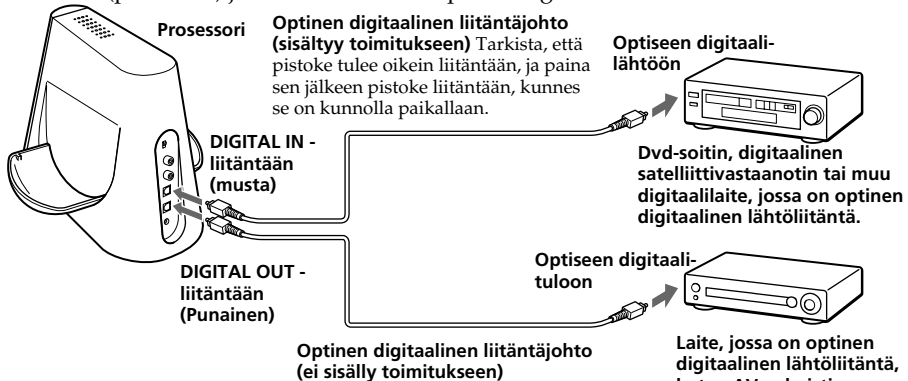 Prosessori
Optinen digitaalinen liitäntäjohto
(sisältyy toimitukseen) Tarkista, että
pistoke tulee oikein liitäntään, ja paina
sen jälkeen pistoke liitäntään, kunnes
se on kunnolla paikallaan.
Optiseen digitaali-
lähtöön
DIGITAL IN -
liitäntään
(musta)
Dvd-soitin, digitaalinen
satelliittivastaanotin tai muu
digitaalilaite, jossa on optinen
digitaalinen lähtöliitäntä.
DIGITAL OUT -
liitäntään
(Punainen)
Optiseen digitaali-
tuloon
Optinen digitaalinen liitäntäjohto
(ei sisälly toimitukseen)
Laite, jossa on optinen
digitaalinen lähtöliitäntä,